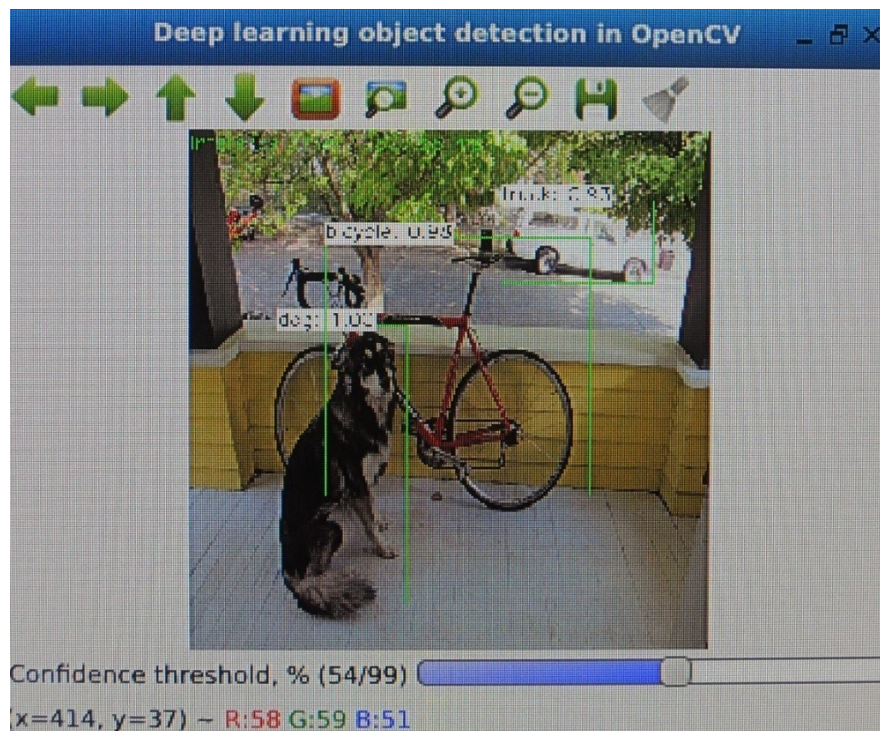 Deep learning object detection in OpenCV
truck: 0.93
bicycle: 0.98
dog: 1.00
Confidence threshold, % (54/99)
(x=414, y=37) ~ R:58 G:59 B:51